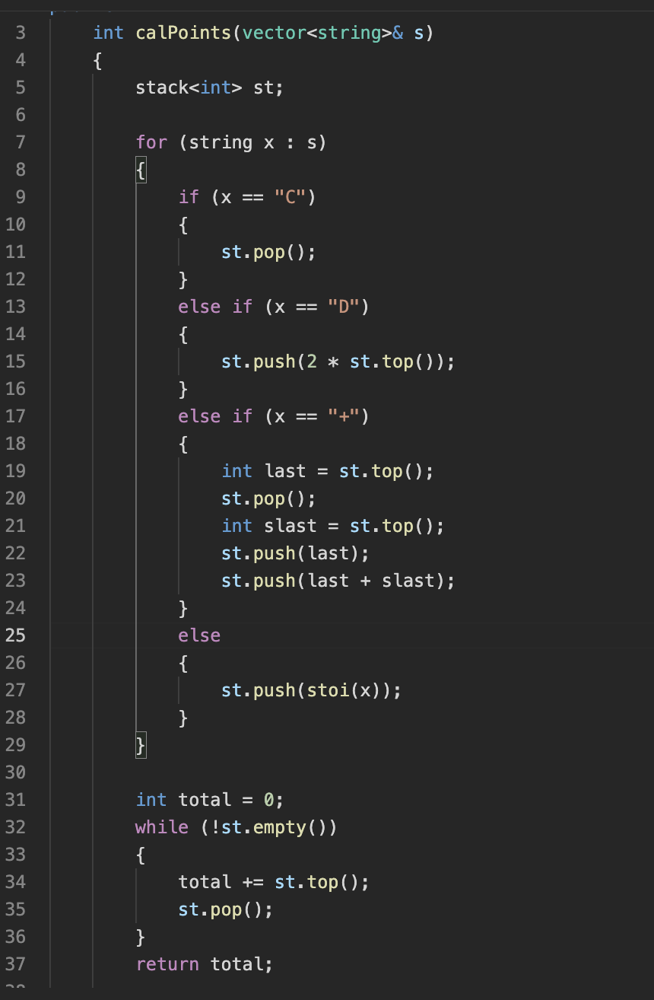 3 int calPoints(vector<string>& s)
4 {
5 stack<int> st;
6
7 for (string x : s)
8 {
9 if (x == "C")
10 {
11 st.pop();
12 }
13 else if (x == "D")
14 {
15 st.push(2 * st.top());
16 }
17 else if (x == "+")
18 {
19 int last = st.top();
20 st.pop();
21 int slast = st.top();
22 st.push(last);
23 st.push(last + slast);
24 }
25 else
26 {
27 st.push(stoi(x));
28 }
29 }
30
31 int total = 0;
32 while (!st.empty())
33 {
34 total += st.top();
35 st.pop();
36 }
37 return total;